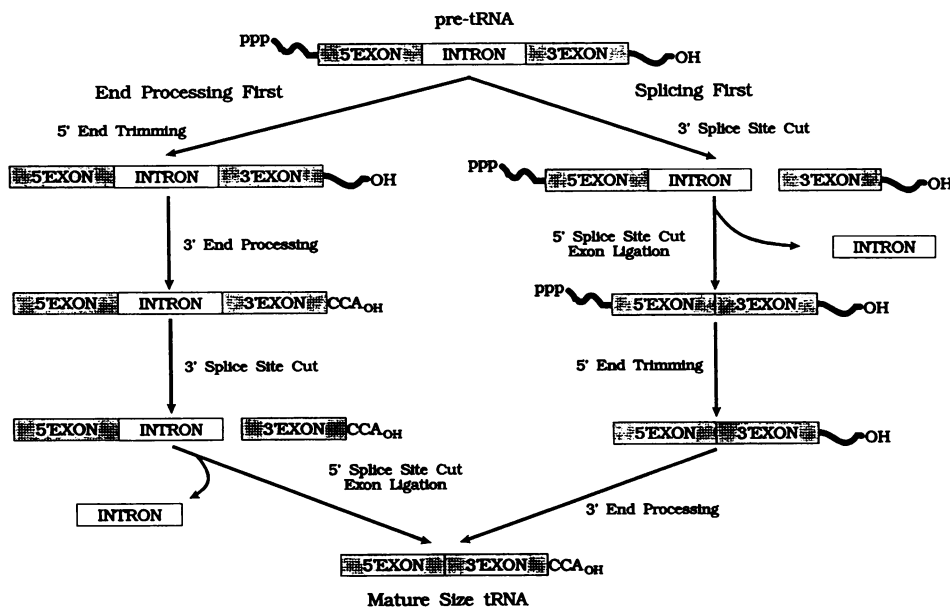 pre-tRNA
ppp 5'EXON INTRON 3'EXON OH
End Processing First Splicing First
5' End Trimming 3' Splice Site Cut
5'EXON INTRON 3'EXON OH ppp 5'EXON INTRON 3'EXON OH
3' End Processing 5' Splice Site Cut
Exon Ligation
INTRON
5'EXON INTRON 3'EXON CCAOH ppp 5'EXON 3'EXON OH
3' Splice Site Cut 5' End Trimming
5'EXON INTRON 3'EXON CCAOH 5'EXON 3'EXON OH
5' Splice Site Cut
Exon Ligation
INTRON 3' End Processing
5'EXON 3'EXON CCAOH
Mature Size tRNA